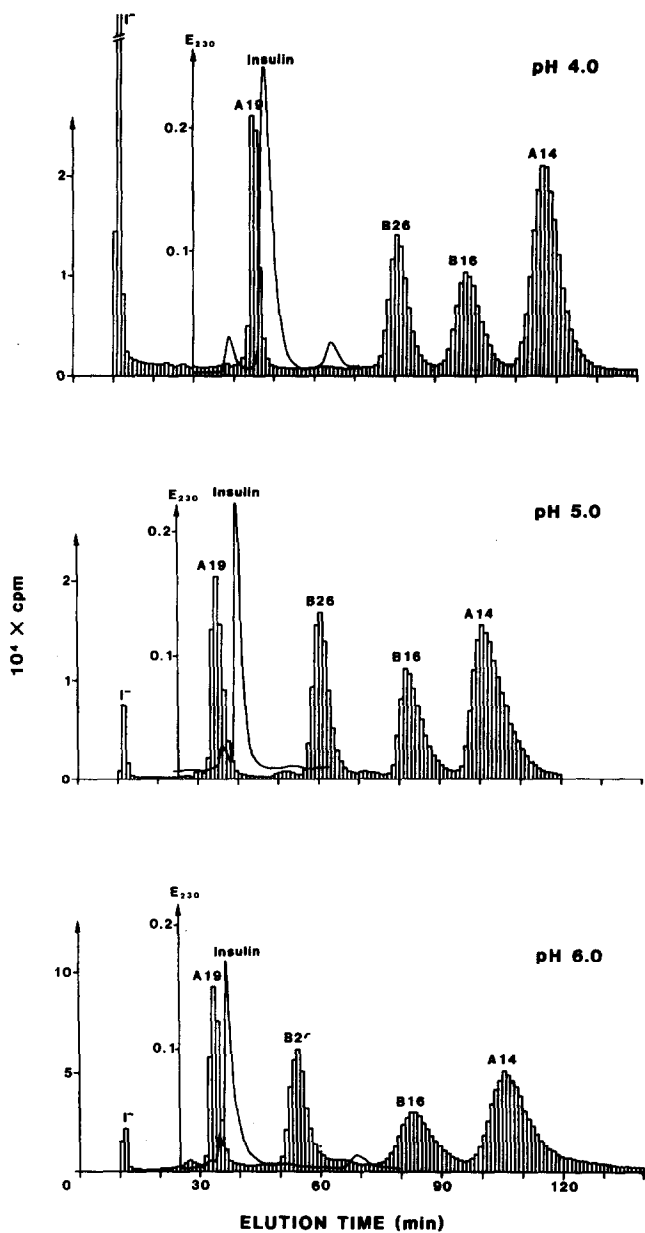 I⁻
E₂₃₀
Insulin
pH 4.0
A19
0.2
2
A14
B26
0.1
B16
1
0
E₂₃₀
Insulin
pH 5.0
0.2
2
A19
B26
A14
0.1
B16
I⁻
1
0
10⁴ X cpm
E₂₃₀
0.2
Insulin
pH 6.0
10
A19
0.1
B26
A14
5
B16
I⁻
0
30
60
90
120
ELUTION TIME (min)